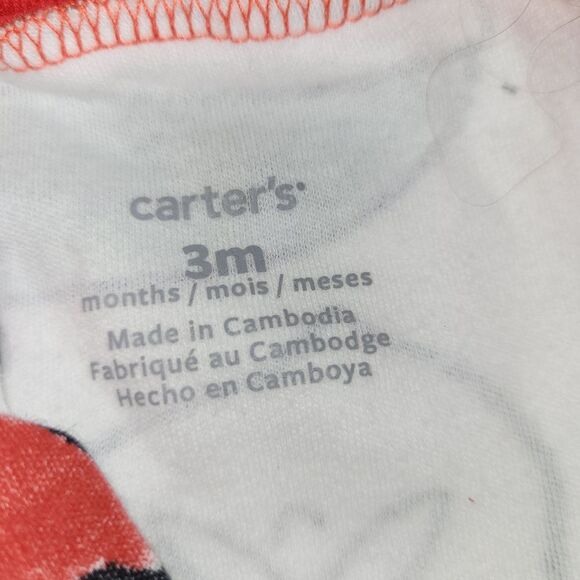 carter's
3m
months / mois / meses
Made in Cambodia
Fabriqué au Cambodge
Hecho en Camboya